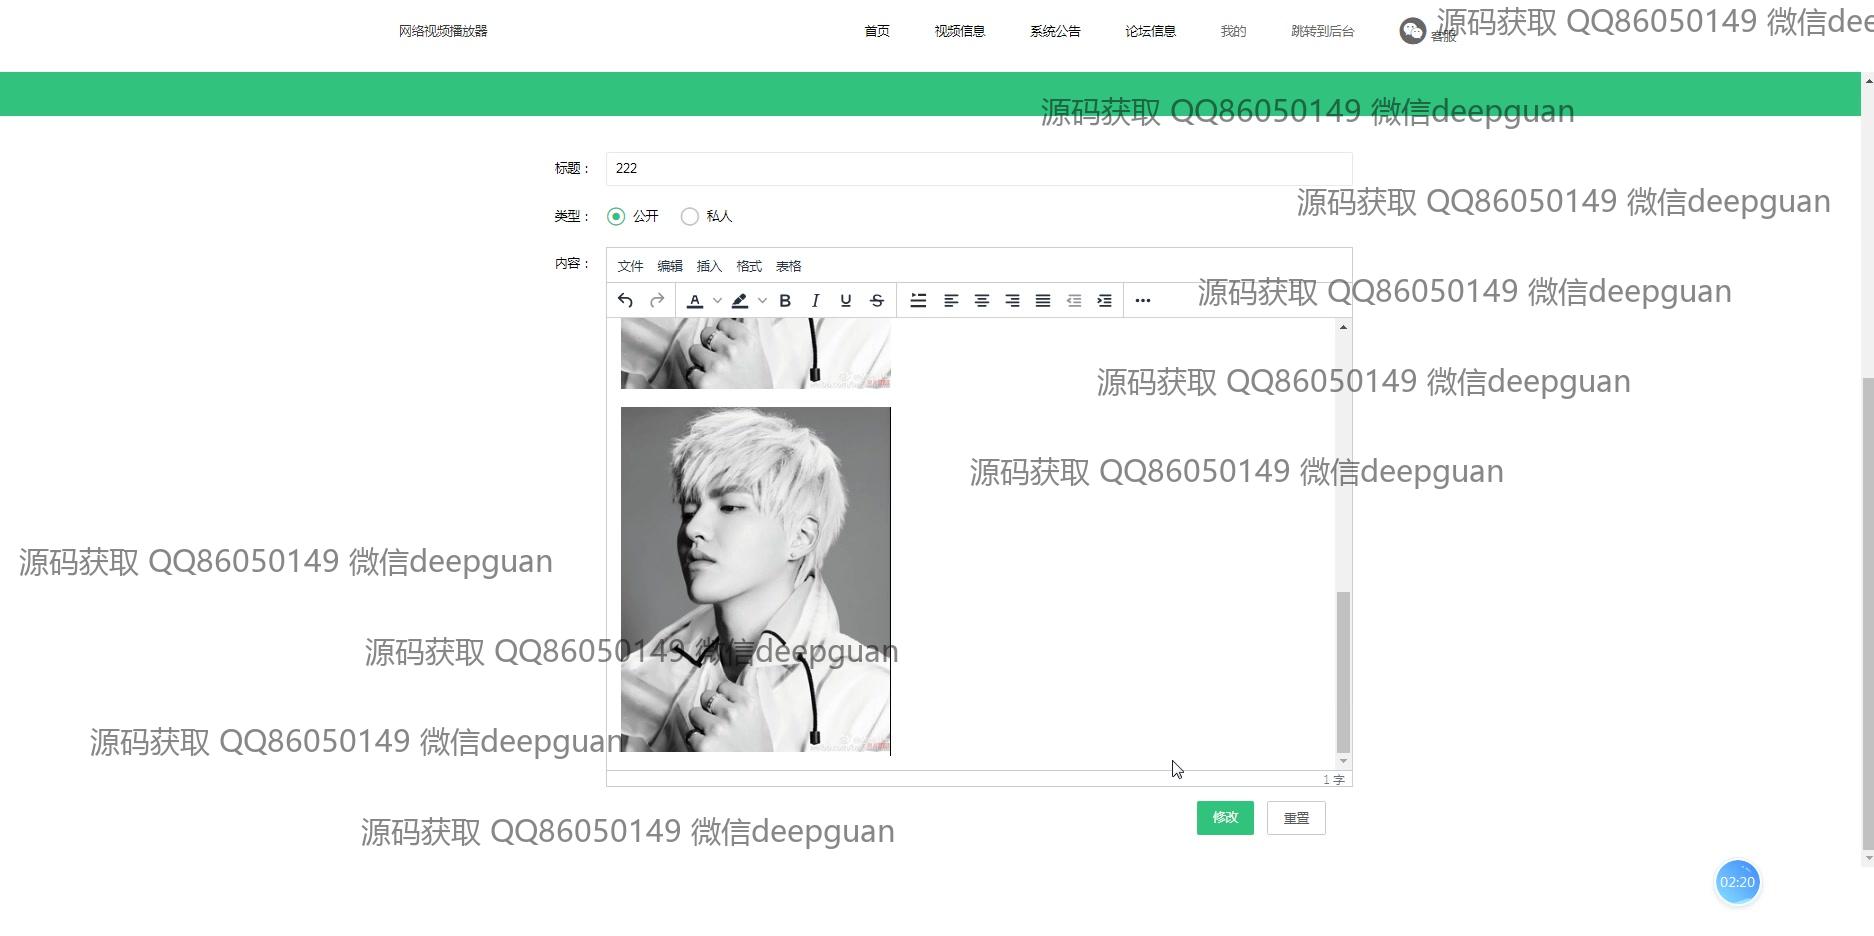 网络视频播放器 首页 视频信息 系统公告 论坛信息 我的 跳转到后台 客服
源码获取 QQ86050149 微信dee
源码获取 QQ86050149 微信deepguan
标题： 222
源码获取 QQ86050149 微信deepguan
类型： 公开 私人
内容： 文件 编辑 插入 格式 表格
源码获取 QQ86050149 微信deepguan
A B I U S
源码获取 QQ86050149 微信deepguan
源码获取 QQ86050149 微信deepguan
源码获取 QQ86050149 微信deepguan
源码获取 QQ86050149 微信deepguan
源码获取 QQ86050149 微信deepguan
1 字
修改 重置
源码获取 QQ86050149 微信deepguan
02:20